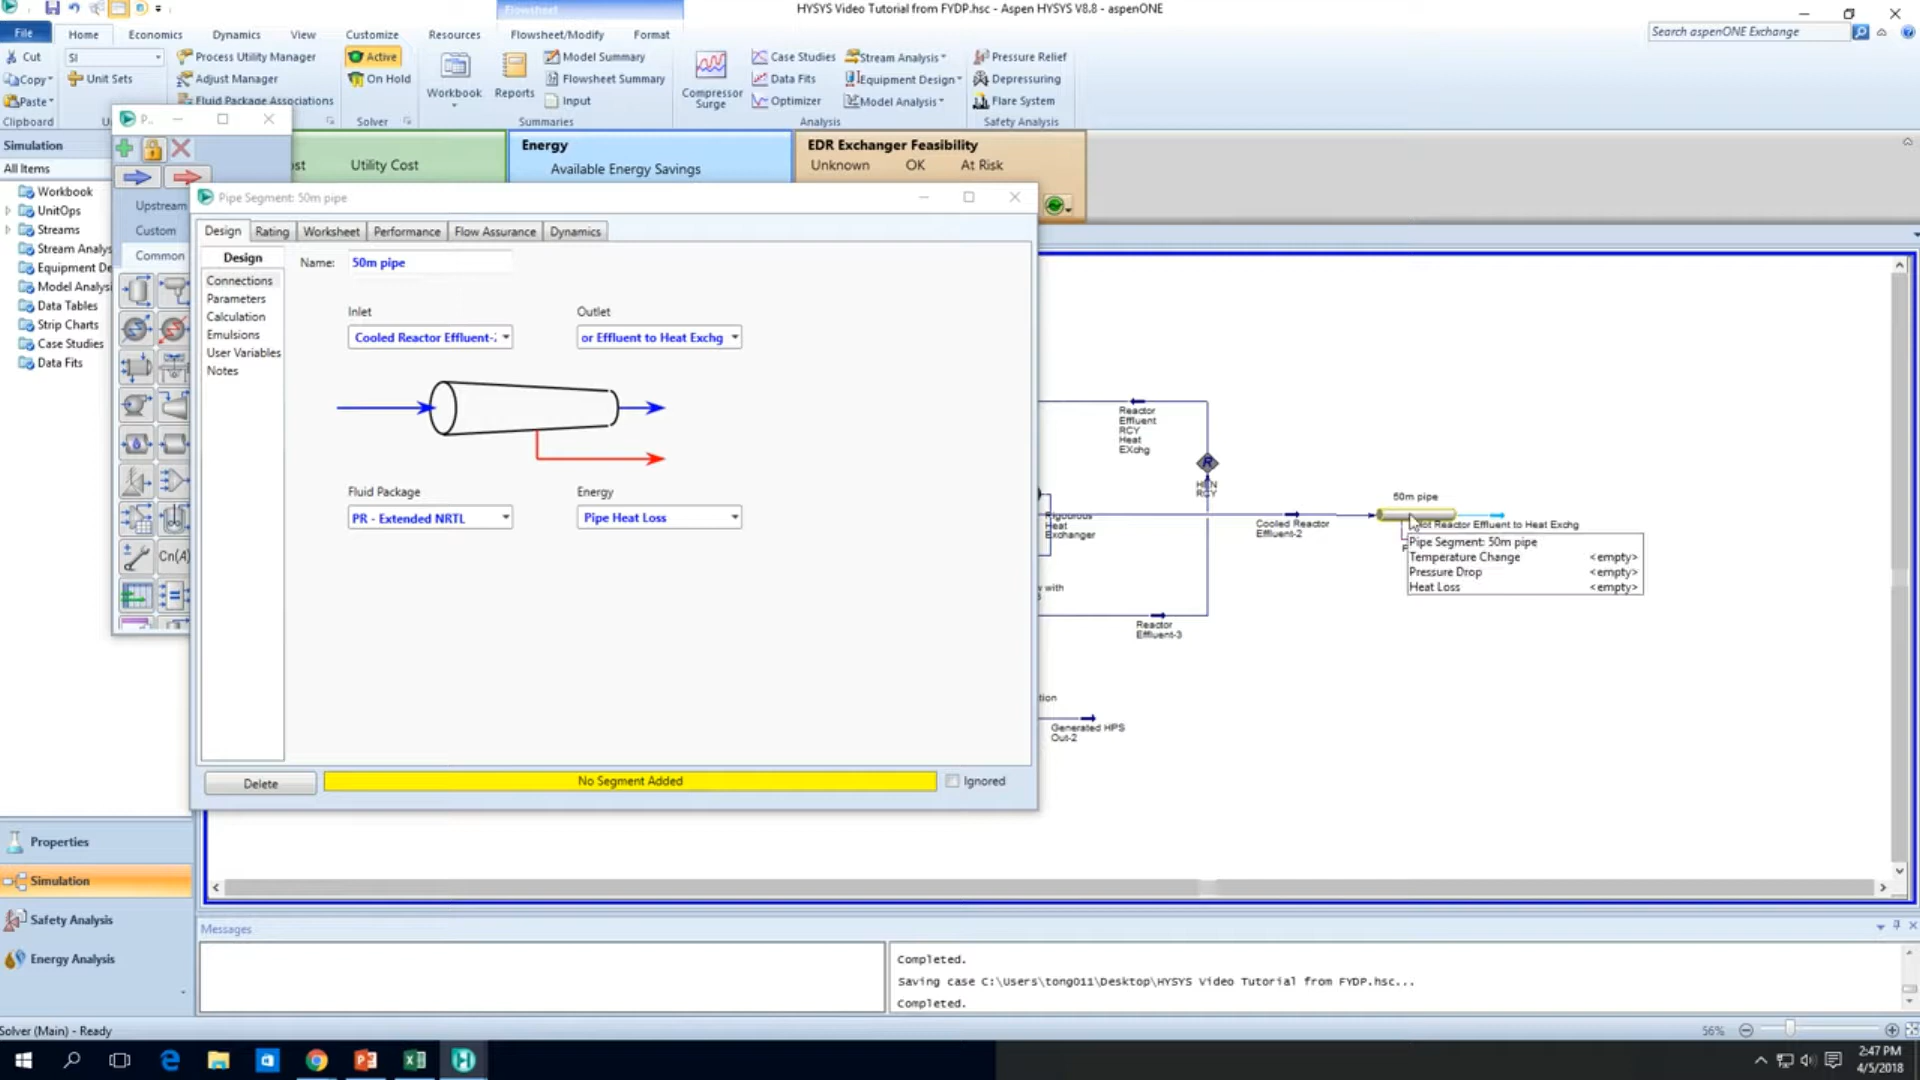 Flowsheet
HYSYS Video Tutorial from FYDP.hsc - Aspen HYSYS V8.8 - aspenONE
File
Home
Economics
Dynamics
View
Customize
Resources
Flowsheet/Modify
Format
Search aspenONE Exchange
Cut
SI
Process Utility Manager
Active
Model Summary
Case Studies
Stream Analysis
Pressure Relief
Copy
Unit Sets
Adjust Manager
On Hold
Workbook
Reports
Flowsheet Summary
Compressor
Surge
Data Fits
Equipment Design
Depressuring
Paste
Fluid Package Associations
Input
Optimizer
Model Analysis
Flare System
Clipboard
Solver
Summaries
Analysis
Safety Analysis
P..
Simulation
All Items
Workbook
UnitOps
Streams
Stream Analys
Equipment De
Model Analysi
Data Tables
Strip Charts
Case Studies
Data Fits
Upstream
Custom
Common
Cn(A)
st
Utility Cost
Energy
Available Energy Savings
EDR Exchanger Feasibility
Unknown
OK
At Risk
Pipe Segment: 50m pipe
Design
Rating
Worksheet
Performance
Flow Assurance
Dynamics
Design
Connections
Parameters
Calculation
Emulsions
User Variables
Notes
Name:
50m pipe
Inlet
Outlet
Cooled Reactor Effluent-2
or Effluent to Heat Exchg
Fluid Package
Energy
PR - Extended NRTL
Pipe Heat Loss
Delete
No Segment Added
Ignored
Reactor
Effluent
RCY
Heat
EXchg
R
HEN
RCY
Rigourous
Heat
Exchanger
Cooled Reactor
Effluent-2
50m pipe
Hot Reactor Effluent to Heat Exchg
Pipe Segment: 50m pipe
Temperature Change <empty>
Pressure Drop <empty>
Heat Loss <empty>
w with
Reactor
Effluent-3
tion
Generated HPS
Out-2
Properties
Simulation
Safety Analysis
Energy Analysis
Messages
Completed.
Saving case C:\Users\tong011\Desktop\HYSYS Video Tutorial from FYDP.hsc...
Completed.
Solver (Main) - Ready
56%
2:47 PM
4/5/2018